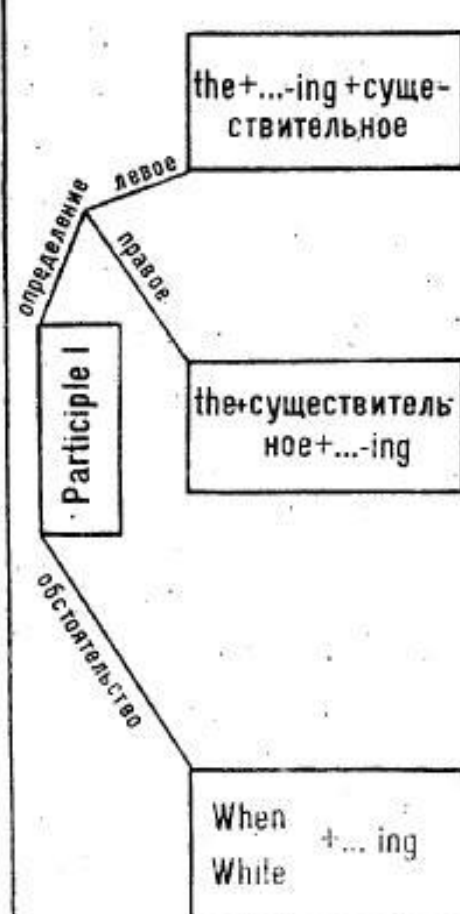 the+...-ing +суще-
ствительное
левое
определение
правое
Participle I
the+существитель-
ное+...-ing
обстоятельство
When
+... ing
While